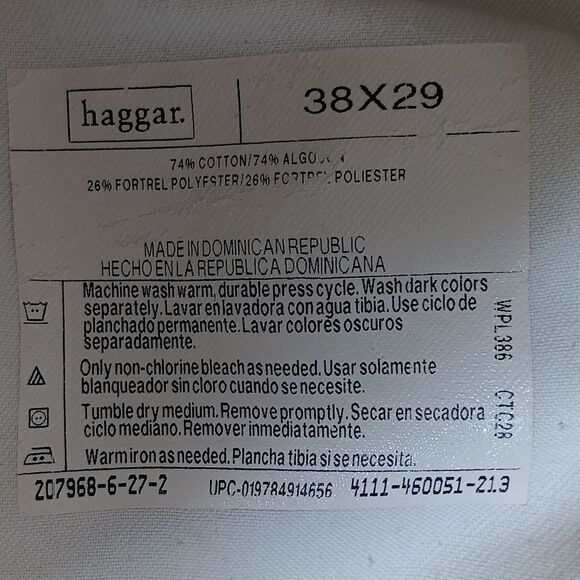 haggar.
38X29
74% COTTON/74%
26% FORTREL POLYESTER/26% FORTREL POLIESTER
MADE IN DOMINICAN REPUBLIC
HECHO EN LA REPUBLICA DOMINICANA
Machine wash warm, durable press cycle. Wash dark colors
separately. Lavar en lavadora con agua tibia. Use ciclo de
planchado permanente. Lavar colores oscuros
separadamente.
Only non-chlorine bleach as needed. Usar solamente
blanqueador sin cloro cuando se necesite.
Tumble dry medium. Remove promptly. Secar en secadora
ciclo mediano. Remover inmediatamente.
Warm iron as needed. Plancha tibia si se necesita.
WPL386 CTC28
207968-6-27-2
UPC-019784914656
4111-460051-213